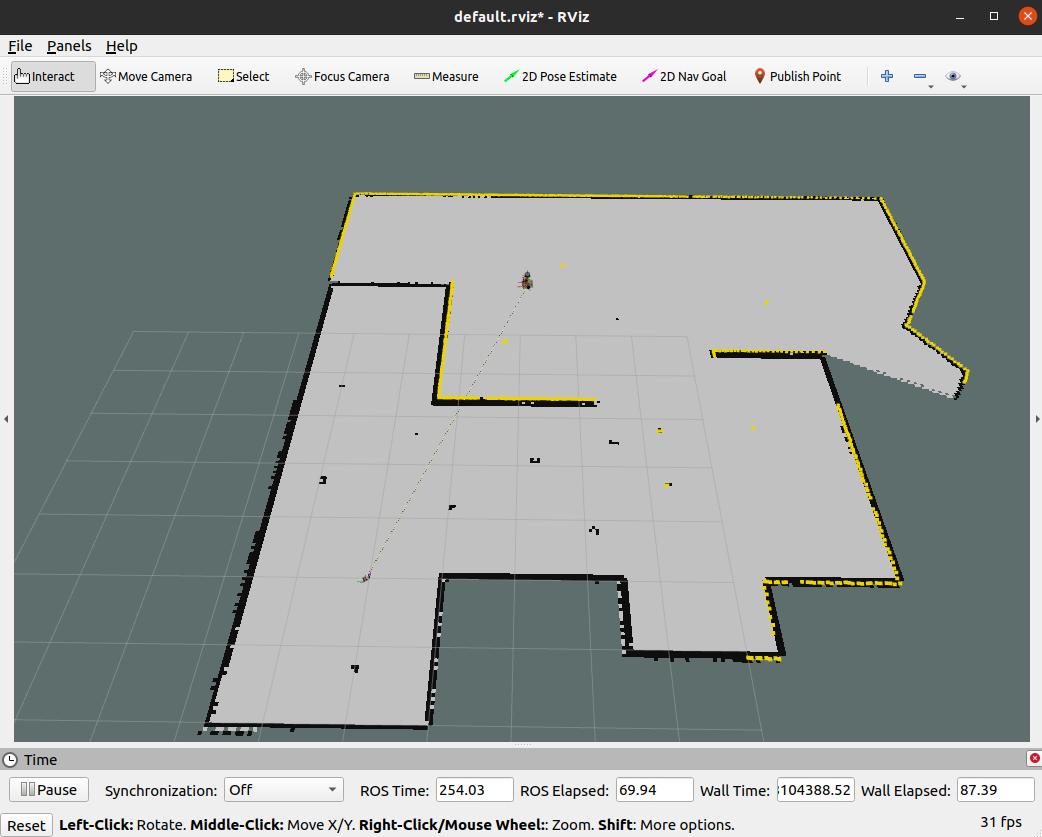 default.rviz* - RViz
File Panels Help
Interact Move Camera Select Focus Camera Measure 2D Pose Estimate 2D Nav Goal Publish Point
Time
Pause Synchronization: Off ROS Time: 254.03 ROS Elapsed: 69.94 Wall Time: 104388.52 Wall Elapsed: 87.39
Reset Left-Click: Rotate. Middle-Click: Move X/Y. Right-Click/Mouse Wheel:: Zoom. Shift: More options. 31 fps